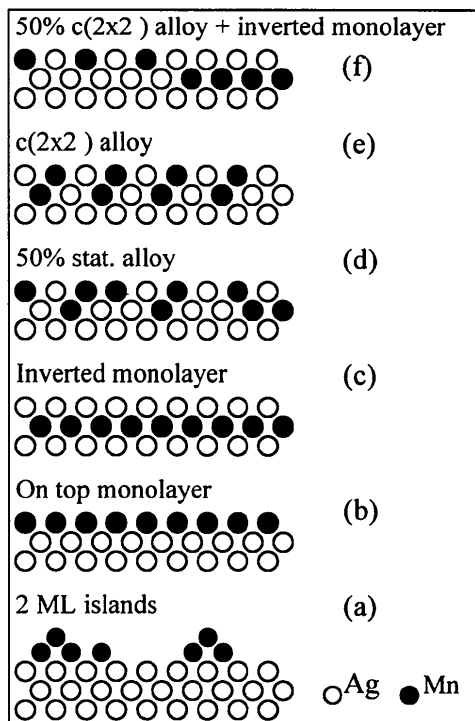 50% c(2x2 ) alloy + inverted monolayer
(f)
c(2x2 ) alloy
(e)
50% stat. alloy
(d)
Inverted monolayer
(c)
On top monolayer
(b)
2 ML islands
(a)
Ag Mn